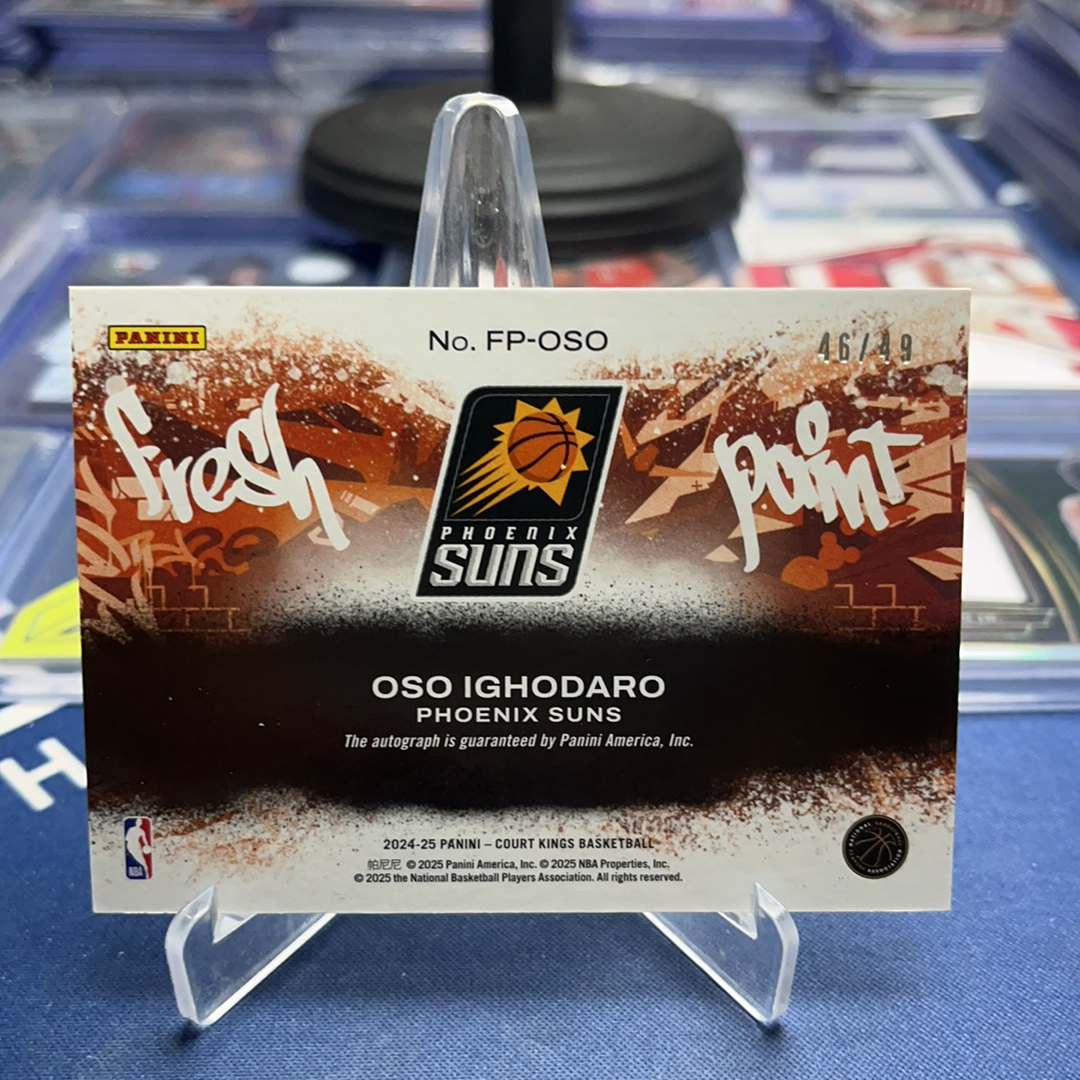 PANINI
No. FP-OSO
46/49
fresh
paint
PHOENIX
SUNS
OSO IGHODARO
PHOENIX SUNS
The autograph is guaranteed by Panini America, Inc.
2024-25 PANINI – COURT KINGS BASKETBALL
帕尼尼 © 2025 Panini America, Inc. © 2025 NBA Properties, Inc.
© 2025 the National Basketball Players Association. All rights reserved.
NBA
H